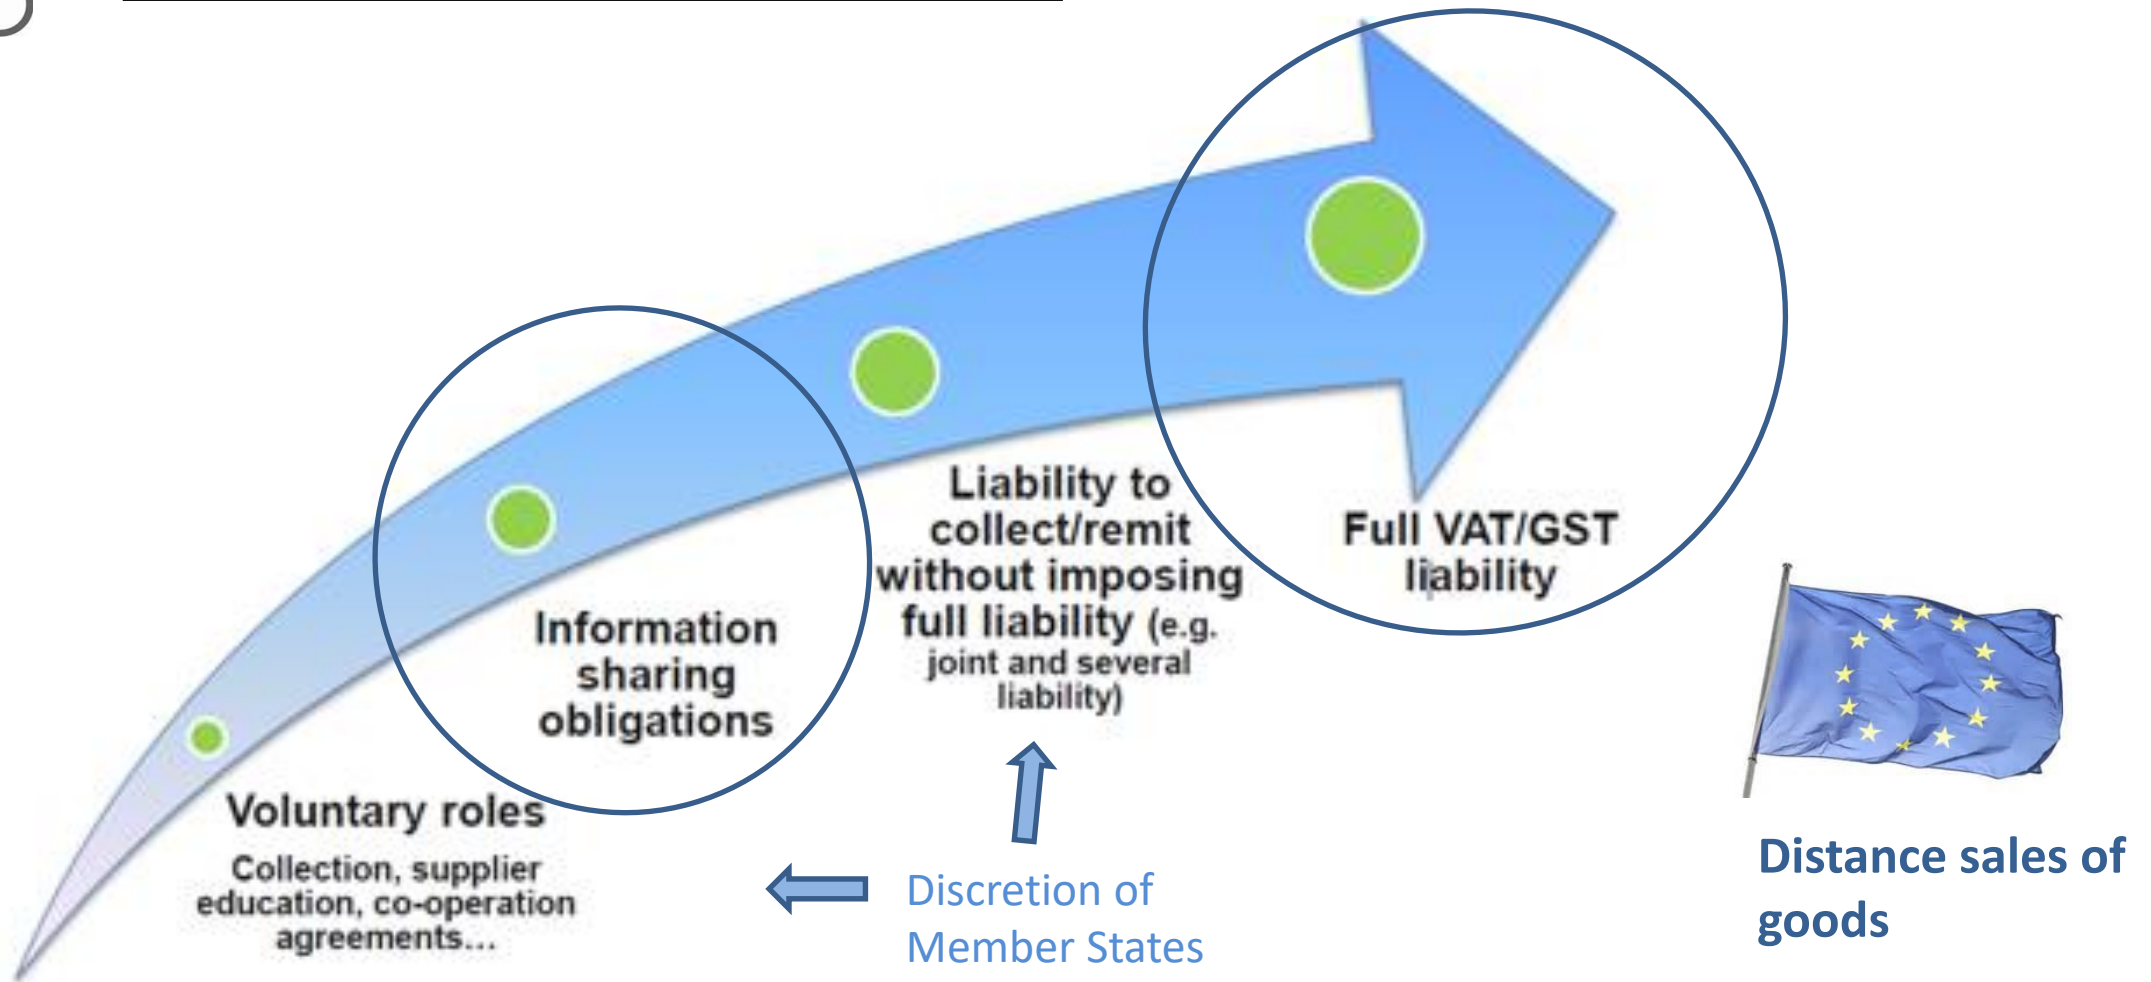 Full VAT/GST
liability
Liability to
collect/remit
without imposing
full liability (e.g.
joint and several
liability)
Information
sharing
obligations
Voluntary roles
Collection, supplier
education, co-operation
agreements...
Discretion of
Member States
Distance sales of
goods